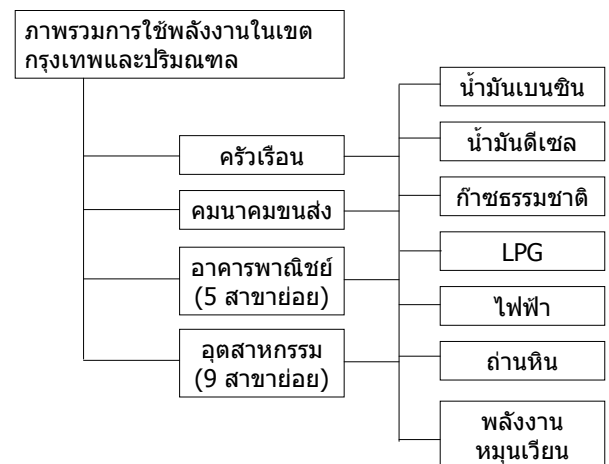 ภาพรวมการใช้พลังงานในเขต
กรุงเทพและปริมณฑล
ครัวเรือน
คมนาคมขนส่ง
อาคารพาณิชย์
(5 สาขาย่อย)
อุตสาหกรรม
(9 สาขาย่อย)
น้ำมันเบนซิน
น้ำมันดีเซล
ก๊าซธรรมชาติ
LPG
ไฟฟ้า
ถ่านหิน
พลังงาน
หมุนเวียน